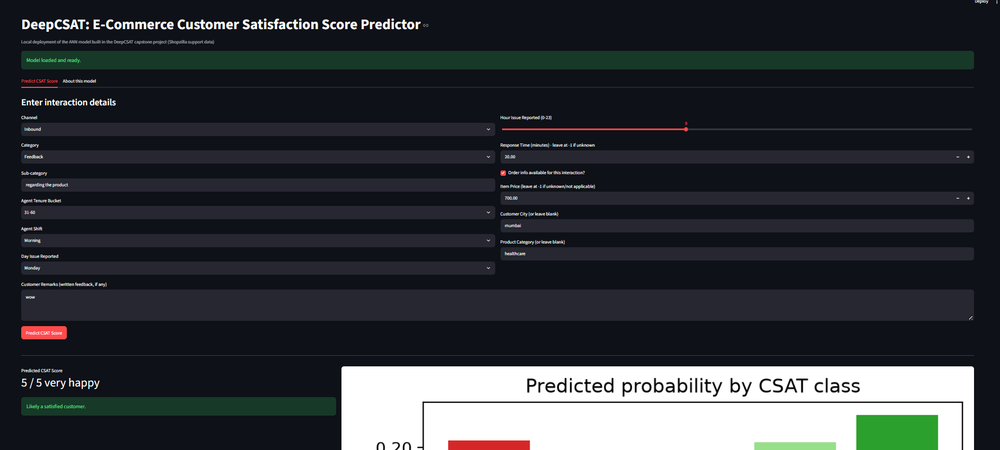 Deploy
DeepCSAT: E-Commerce Customer Satisfaction Score Predictor
Local deployment of the ANN model built in the DeepCSAT capstone project (Shopzilla support data)
Model loaded and ready.
Predict CSAT Score About this model
Enter interaction details
Channel
Inbound
Category
Feedback
Sub-category
regarding the product
Agent Tenure Bucket
31-60
Agent Shift
Morning
Day Issue Reported
Monday
Hour Issue Reported (0-23)
9
Response Time (minutes) - leave at -1 if unknown
20.00
Order info available for this interaction?
Item Price (leave at -1 if unknown/not applicable)
700.00
Customer City (or leave blank)
mumbai
Product Category (or leave blank)
healthcare
Customer Remarks (written feedback, if any)
wow
Predict CSAT Score
Predicted CSAT Score
5 / 5 very happy
Likely a satisfied customer.
Predicted probability by CSAT class
0.20